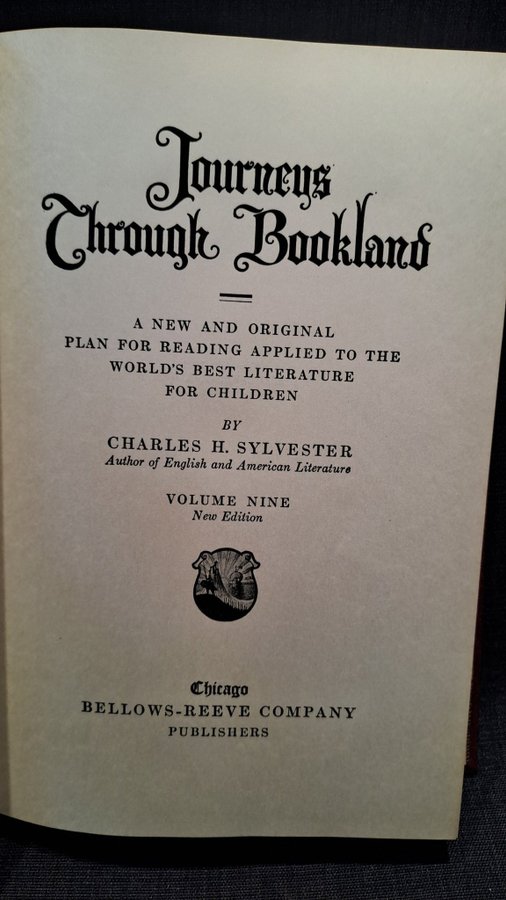 Journeys
Through Bookland
A NEW AND ORIGINAL
PLAN FOR READING APPLIED TO THE
WORLD'S BEST LITERATURE
FOR CHILDREN
BY
CHARLES H. SYLVESTER
Author of English and American Literature
VOLUME NINE
New Edition
Chicago
BELLOWS-REEVE COMPANY
PUBLISHERS